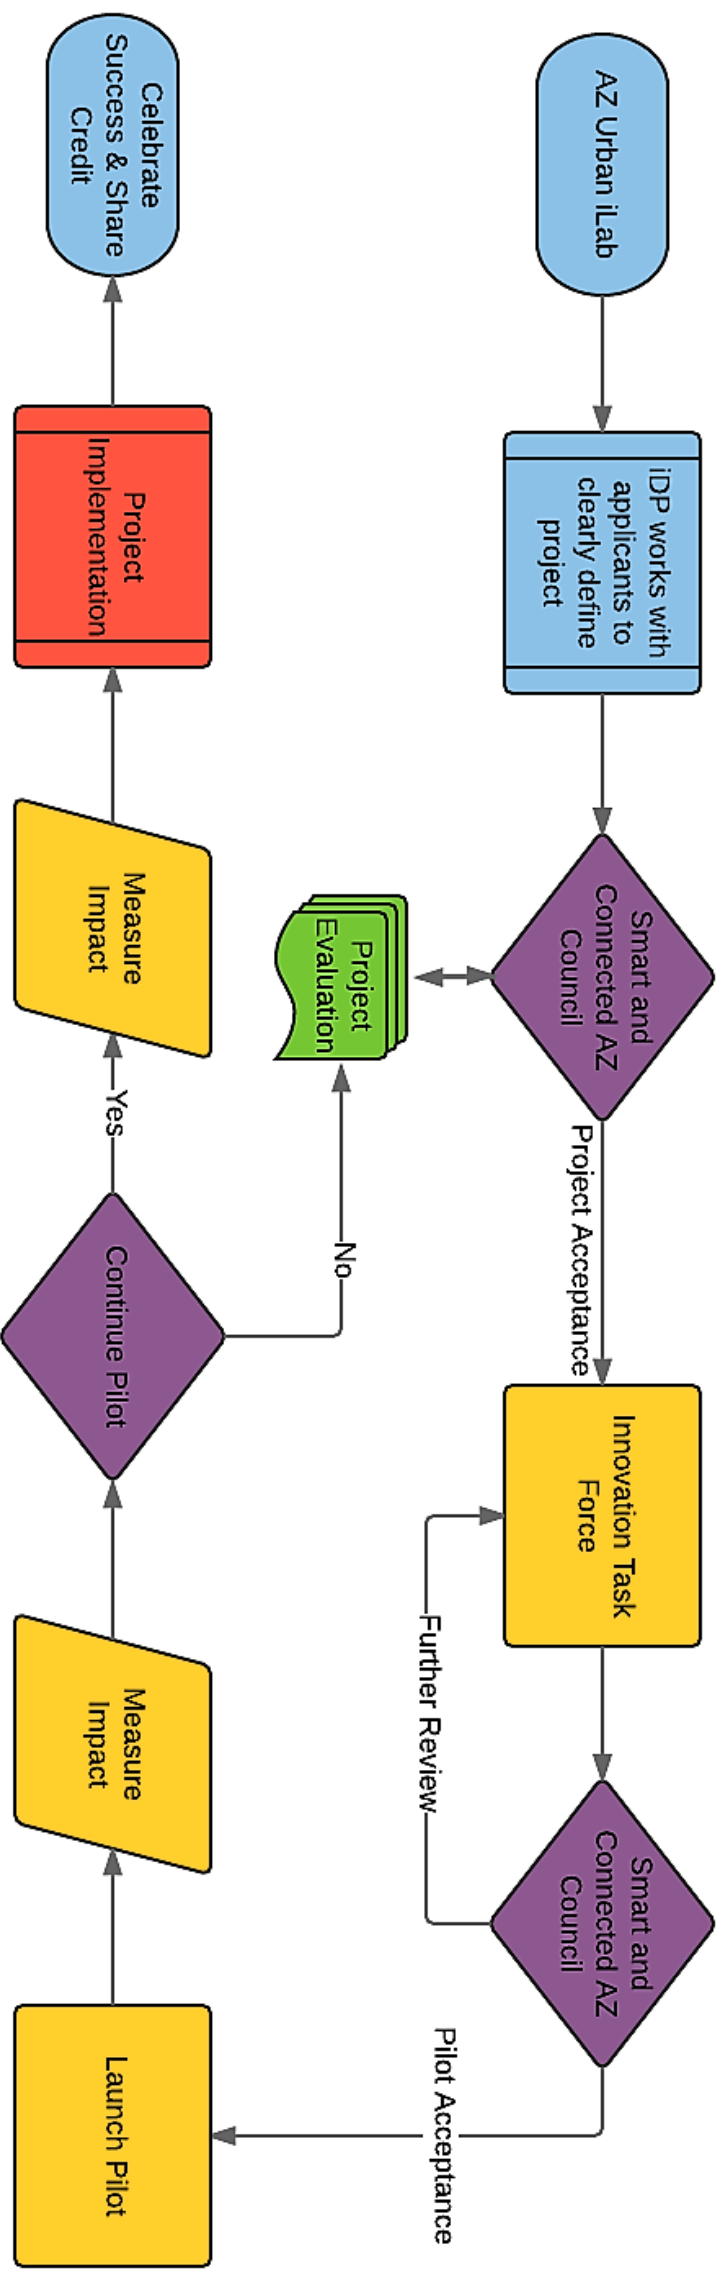 AZ Urban iLab
iDP works with
applicants to
clearly define
project
Smart and
Connected AZ
Council
Project Acceptance
Innovation Task
Force
Smart and
Connected AZ
Council
Further Review
Pilot Acceptance
Project
Evaluation
No
Celebrate
Success & Share
Credit
Project
Implementation
Measure
Impact
Yes
Continue Pilot
Measure
Impact
Launch Pilot